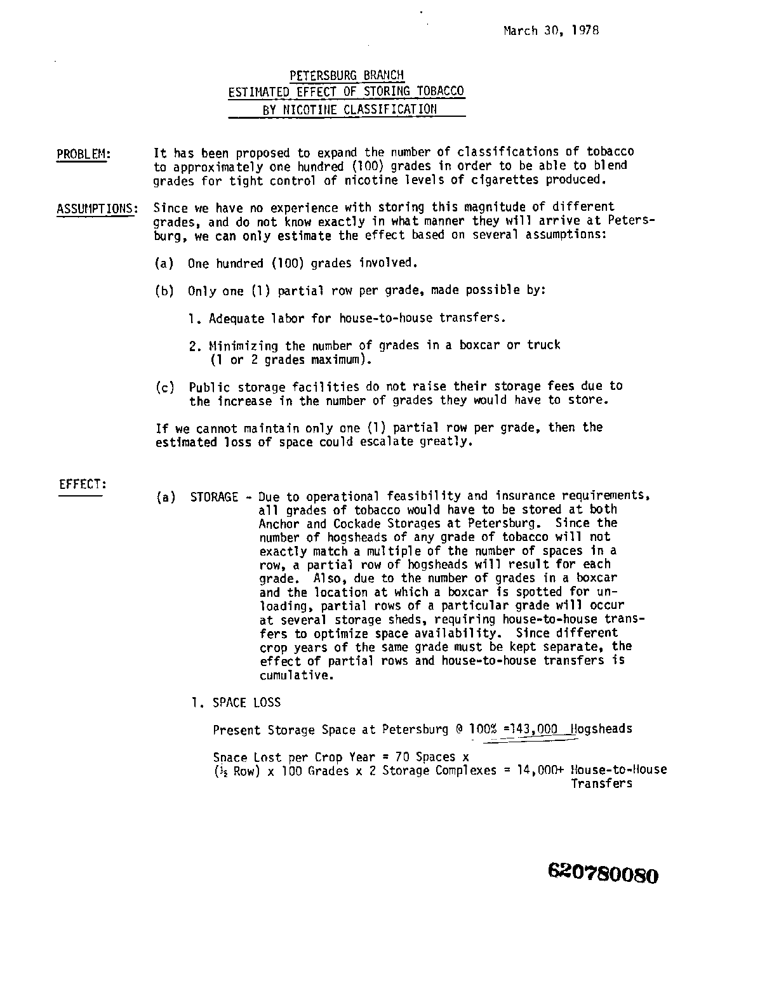 March 30, 1978
PETERSBURG BRANCH
ESTIMATED EFFECT OF STORING TOBACCO
BY NICOTINE CLASSIFICATION
PROBLEM: It has been proposed to expand the number of classifications of tobacco
to approximately one hundred (100) grades in order to be able to blend
grades for tight control of nicotine levels of cigarettes produced.
ASSUMPTIONS: Since we have no experience with storing this magnitude of different
grades, and do not know exactly in what manner they will arrive at Peters-
burg, we can only estimate the effect based on several assumptions:
(a) One hundred (100) grades involved.
(b) Only one (1) partial row per grade, made possible by:
1. Adequate labor for house-to-house transfers.
2. Minimizing the number of grades in a boxcar or truck
(1 or 2 grades maximum).
(c) Public storage facilities do not raise their storage fees due to
the increase in the number of grades they would have to store.
If we cannot maintain only one (1) partial row per grade, then the
estimated loss of space could escalate greatly.
EFFECT:
(a) STORAGE - Due to operational feasibility and insurance requirements,
all grades of tobacco would have to be stored at both
Anchor and Cockade Storages at Petersburg. Since the
number of hogsheads of any grade of tobacco will not
exactly match a multiple of the number of spaces in a
row, a partial row of hogsheads will result for each
grade. Also, due to the number of grades in a boxcar
and the location at which a boxcar is spotted for un-
loading, partial rows of a particular grade will occur
at several storage sheds, requiring house-to-house trans-
fers to optimize space availability. Since different
crop years of the same grade must be kept separate, the
effect of partial rows and house-to-house transfers is
cumulative.
1. SPACE LOSS
Present Storage Space at Petersburg @ 100% =143,000 Hogsheads
Space Lost per Crop Year = 70 Spaces x
(½ Row) x 100 Grades x 2 Storage Complexes = 14,000+ House-to-House
Transfers
620780080